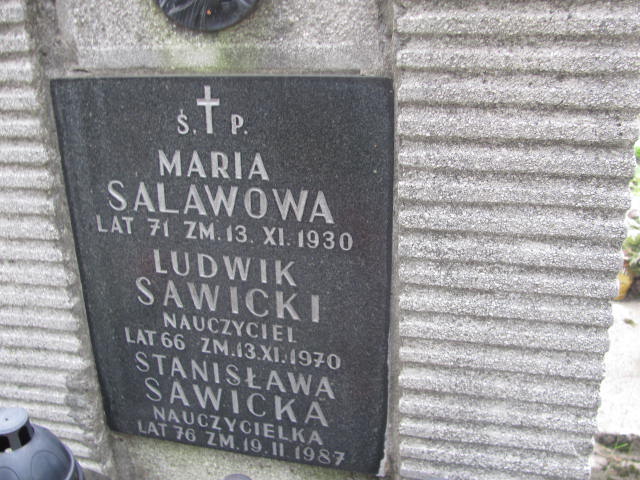 Ś. P.
MARIA
SALAWOWA
LAT 71 ZM. 13. XI. 1930
LUDWIK
SAWICKI
NAUCZYCIEL
LAT 66 ZM. 13.XI.1970
STANISŁAWA
SAWICKA
NAUCZYCIELKA
LAT 76 ZM. 19. II 1987